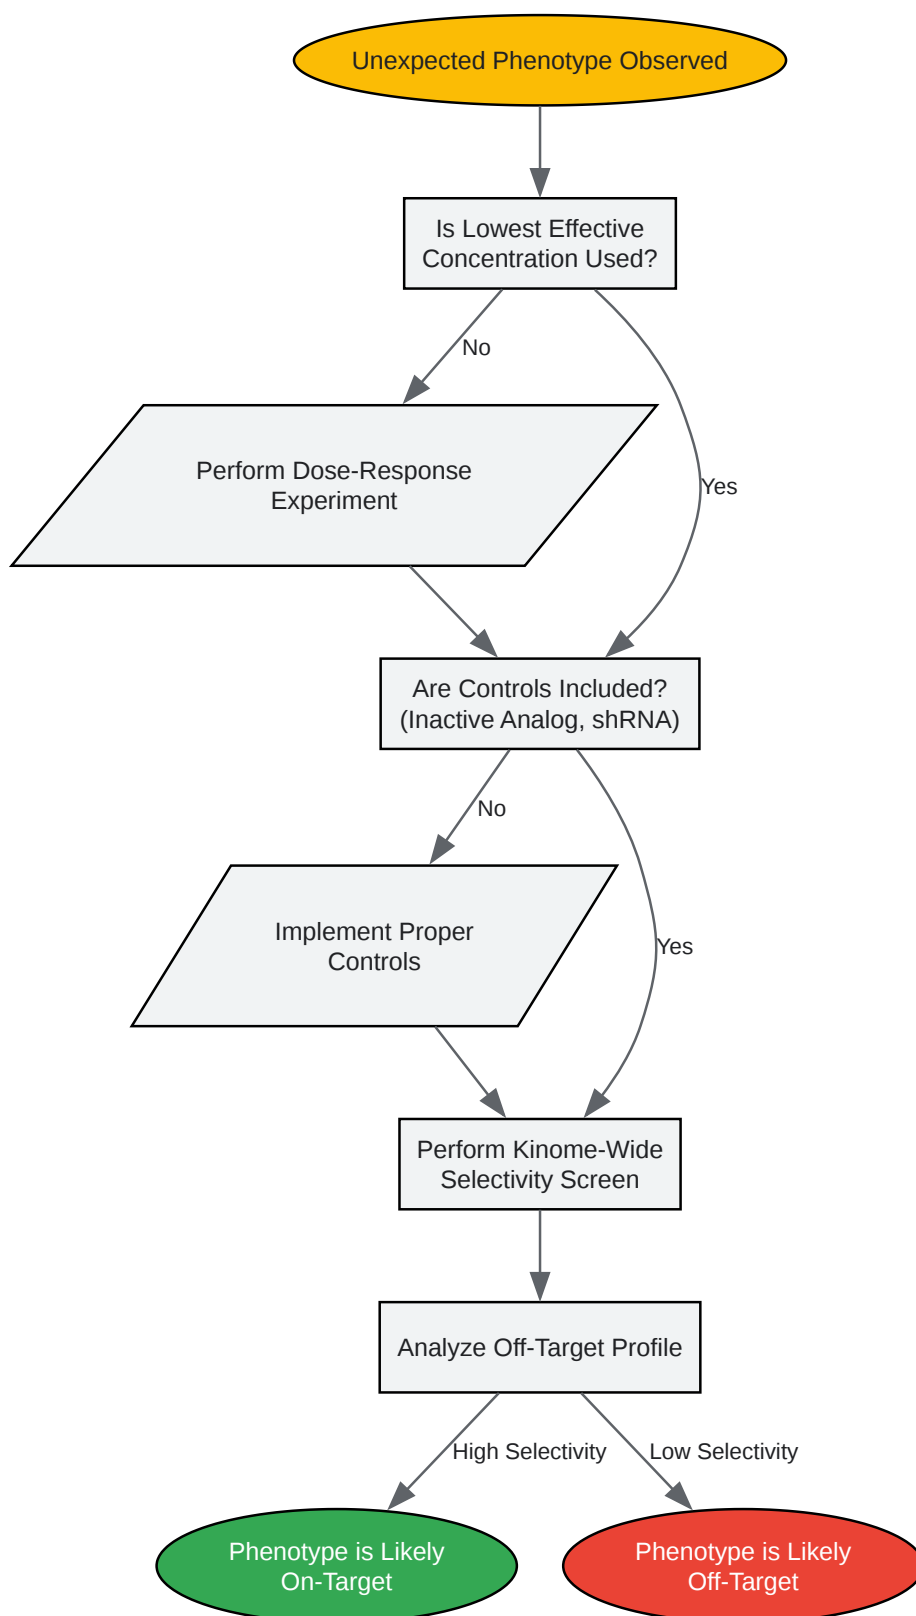 Unexpected Phenotype Observed
Is Lowest Effective
Concentration Used?
No
Perform Dose-Response
Experiment
Yes
Are Controls Included?
(Inactive Analog, shRNA)
No
Implement Proper
Controls
Yes
Perform Kinome-Wide
Selectivity Screen
Analyze Off-Target Profile
High Selectivity
Low Selectivity
Phenotype is Likely
On-Target
Phenotype is Likely
Off-Target